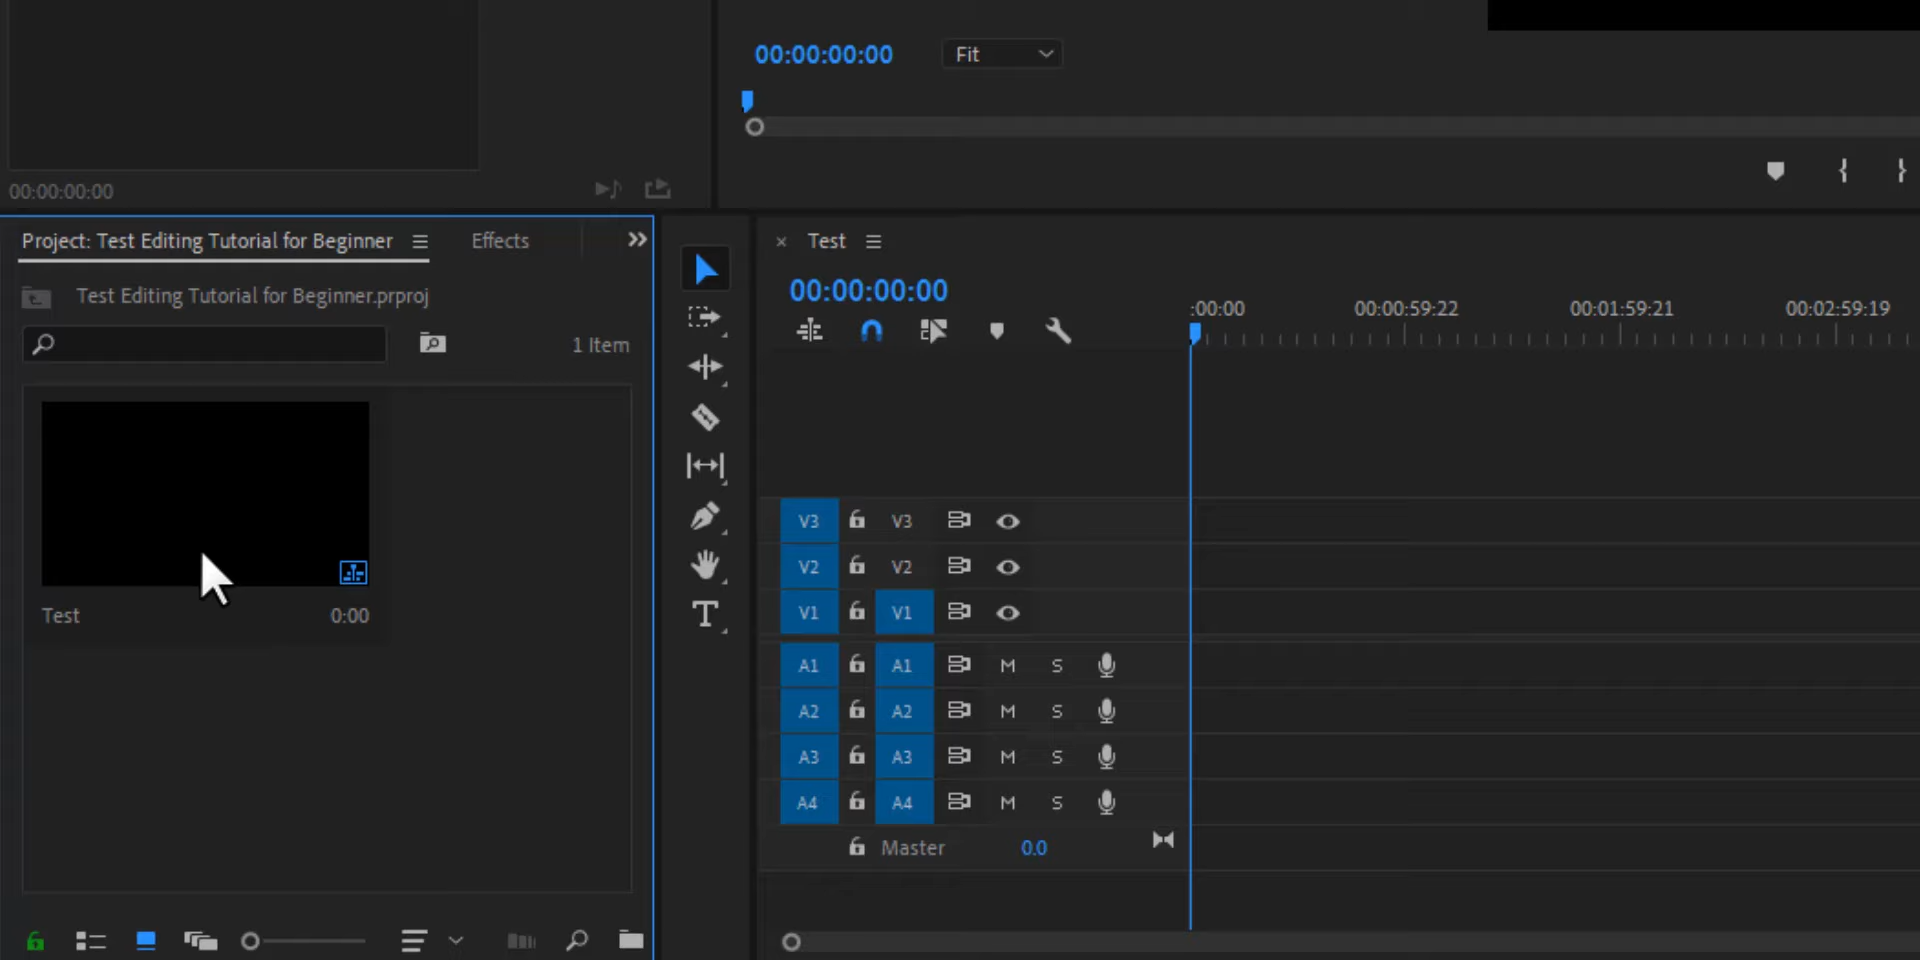 00:00:00:00 Fit
00:00:00:00
Project: Test Editing Tutorial for Beginner Effects
Test Editing Tutorial for Beginner.prproj
1 Item
Test 0:00
Test
00:00:00:00
:00:00 00:00:59:22 00:01:59:21 00:02:59:19
V3 V3
V2 V2
V1 V1
A1 A1 M S
A2 A2 M S
A3 A3 M S
A4 A4 M S
Master 0.0